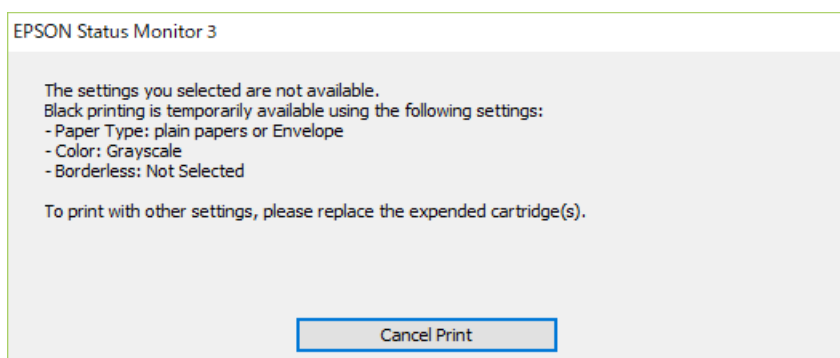 EPSON Status Monitor 3
The settings you selected are not available.
Black printing is temporarily available using the following settings:
- Paper Type: plain papers or Envelope
- Color: Grayscale
- Borderless: Not Selected
To print with other settings, please replace the expended cartridge(s).
Cancel Print